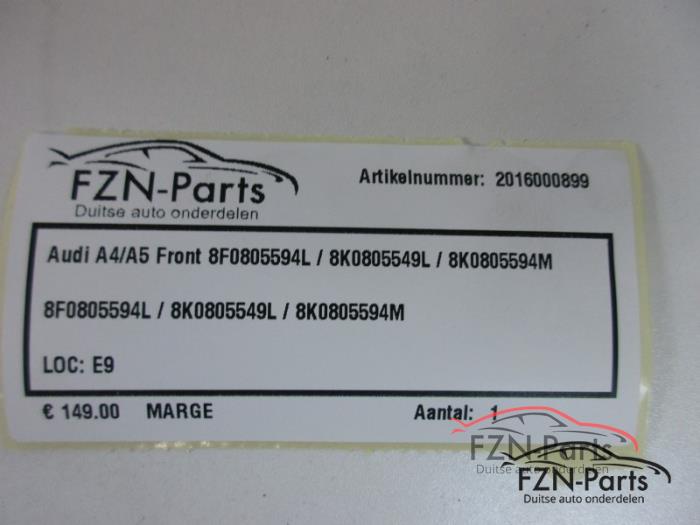 FZN-Parts
Duitse auto onderdelen
Artikelnummer: 2016000899
Audi A4/A5 Front 8F0805594L / 8K0805549L / 8K0805594M
8F0805594L / 8K0805549L / 8K0805594M
LOC: E9
€ 149.00 MARGE Aantal: 1
FZN-Parts
Duitse auto onderdelen
FZN-Parts
Duitse auto onderdelen